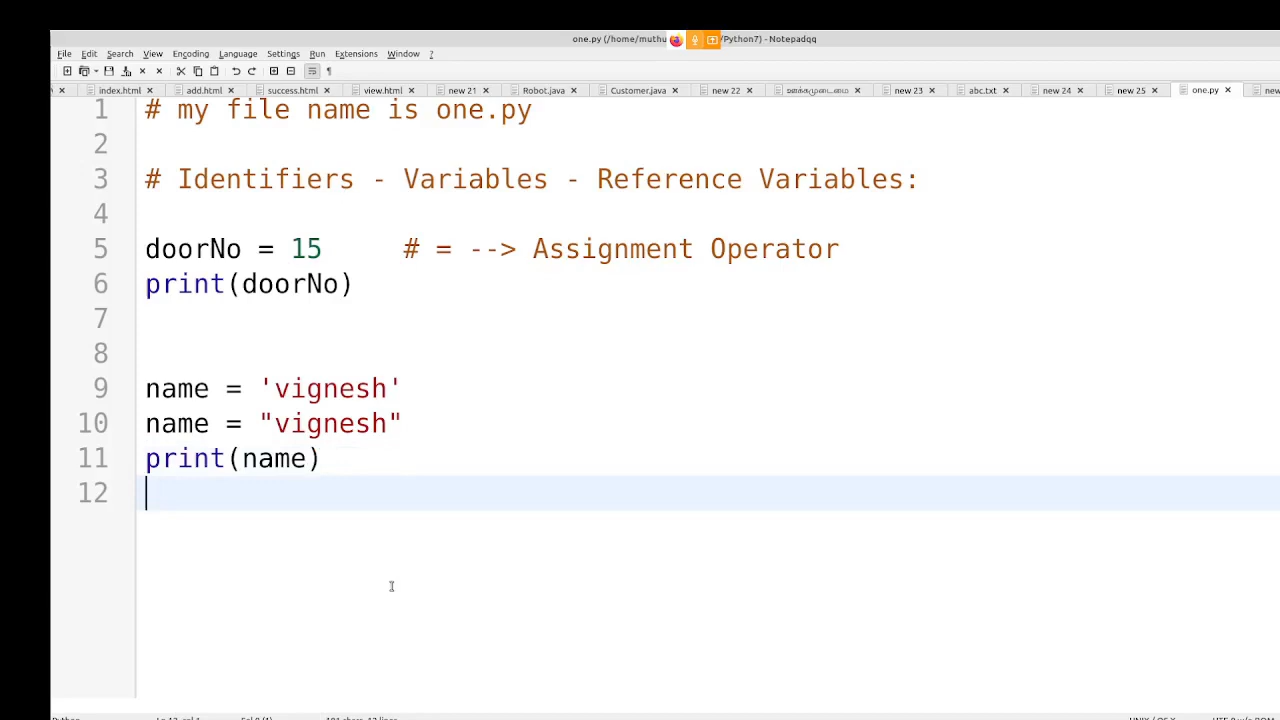 one.py (/home/muthu /Python7) - Notepadqq
File Edit Search View Encoding Language Settings Run Extensions Window ?
index.html add.html success.html view.html new 21 Robot.java Customer.java new 22 ஊக்கமுடைமை new 23 abc.txt new 24 new 25 one.py new
1 # my file name is one.py
2
3 # Identifiers - Variables - Reference Variables:
4
5 doorNo = 15 # = --> Assignment Operator
6 print(doorNo)
7
8
9 name = 'vignesh'
10 name = "vignesh"
11 print(name)
12